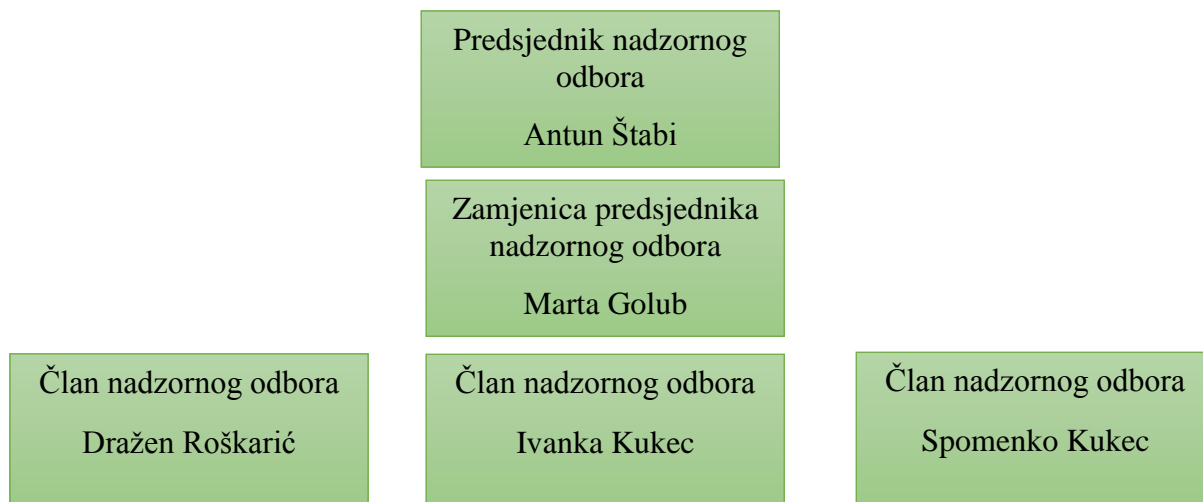 Predsjednik nadzornog
odbora
Antun Štabi
Zamjenica predsjednika
nadzornog odbora
Marta Golub
Član nadzornog odbora
Dražen Roškarić
Član nadzornog odbora
Ivanka Kukec
Član nadzornog odbora
Spomenko Kukec